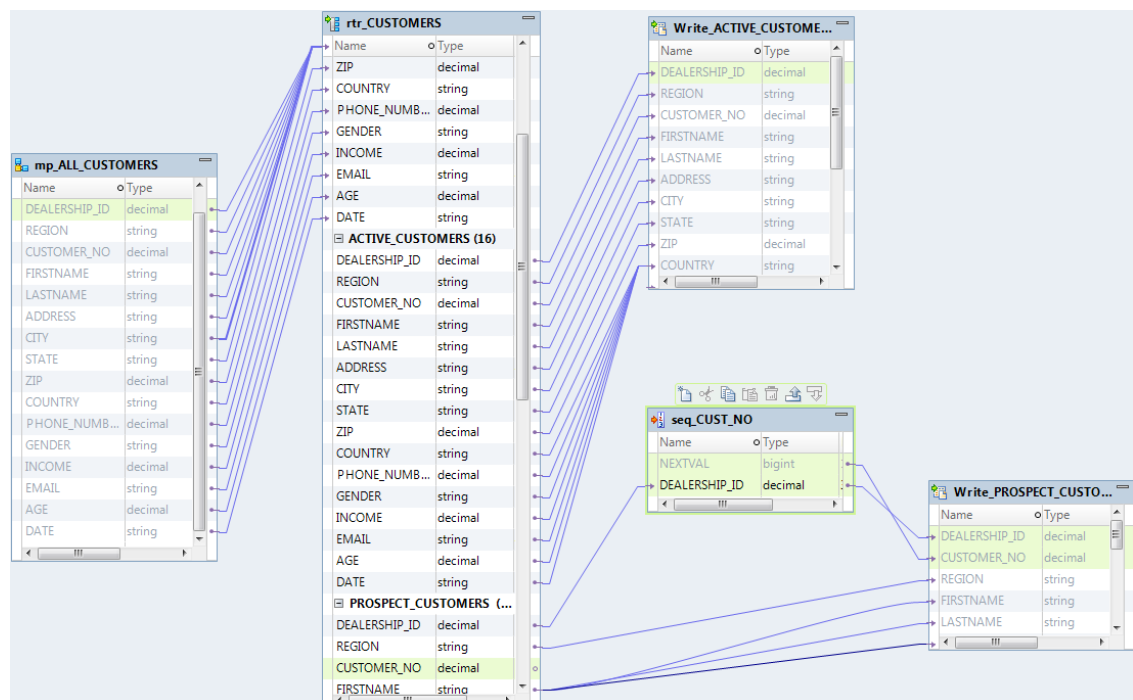 rtr_CUSTOMERS
Name Type
ZIP decimal
COUNTRY string
PHONE_NUMB... decimal
GENDER string
INCOME decimal
EMAIL string
AGE decimal
DATE string
ACTIVE_CUSTOMERS (16)
DEALERSHIP_ID decimal
REGION string
CUSTOMER_NO decimal
FIRSTNAME string
LASTNAME string
ADDRESS string
CITY string
STATE string
ZIP decimal
COUNTRY string
PHONE_NUMB... decimal
GENDER string
INCOME decimal
EMAIL string
AGE decimal
DATE string
PROSPECT_CUSTOMERS (...
DEALERSHIP_ID decimal
REGION string
CUSTOMER_NO decimal
FIRSTNAME string
mp_ALL_CUSTOMERS
Name Type
DEALERSHIP_ID decimal
REGION string
CUSTOMER_NO decimal
FIRSTNAME string
LASTNAME string
ADDRESS string
CITY string
STATE string
ZIP decimal
COUNTRY string
PHONE_NUMB... decimal
GENDER string
INCOME decimal
EMAIL string
AGE decimal
DATE string
Write_ACTIVE_CUSTOME...
Name Type
DEALERSHIP_ID decimal
REGION string
CUSTOMER_NO decimal
FIRSTNAME string
LASTNAME string
ADDRESS string
CITY string
STATE string
ZIP decimal
COUNTRY string
seq_CUST_NO
Name Type
NEXTVAL bigint
DEALERSHIP_ID decimal
Write_PROSPECT_CUSTO...
Name Type
DEALERSHIP_ID decimal
CUSTOMER_NO decimal
REGION string
FIRSTNAME string
LASTNAME string